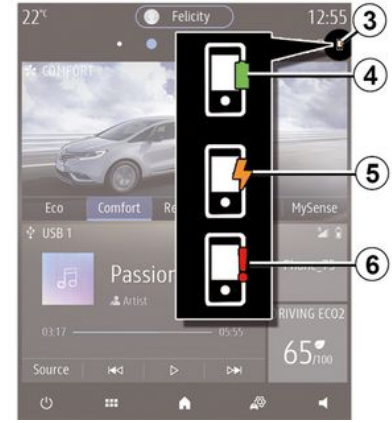 22°C Felicity 12:55
3
COMFORT
4
5
Eco Comfort MySense
USB 1
6
Passion
Artist
RIVING ECO2
03:17 05:55
65/100
Source